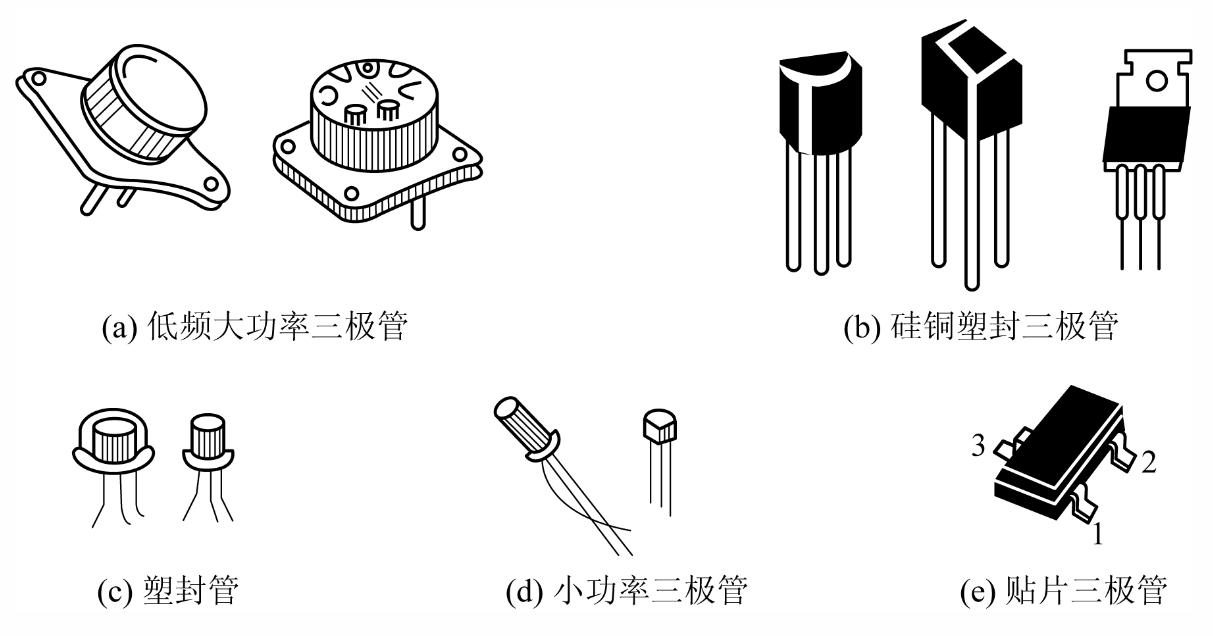 (a) 低频大功率三极管
(b) 硅铜塑封三极管
3
2
1
(c) 塑封管
(d) 小功率三极管
(e) 贴片三极管